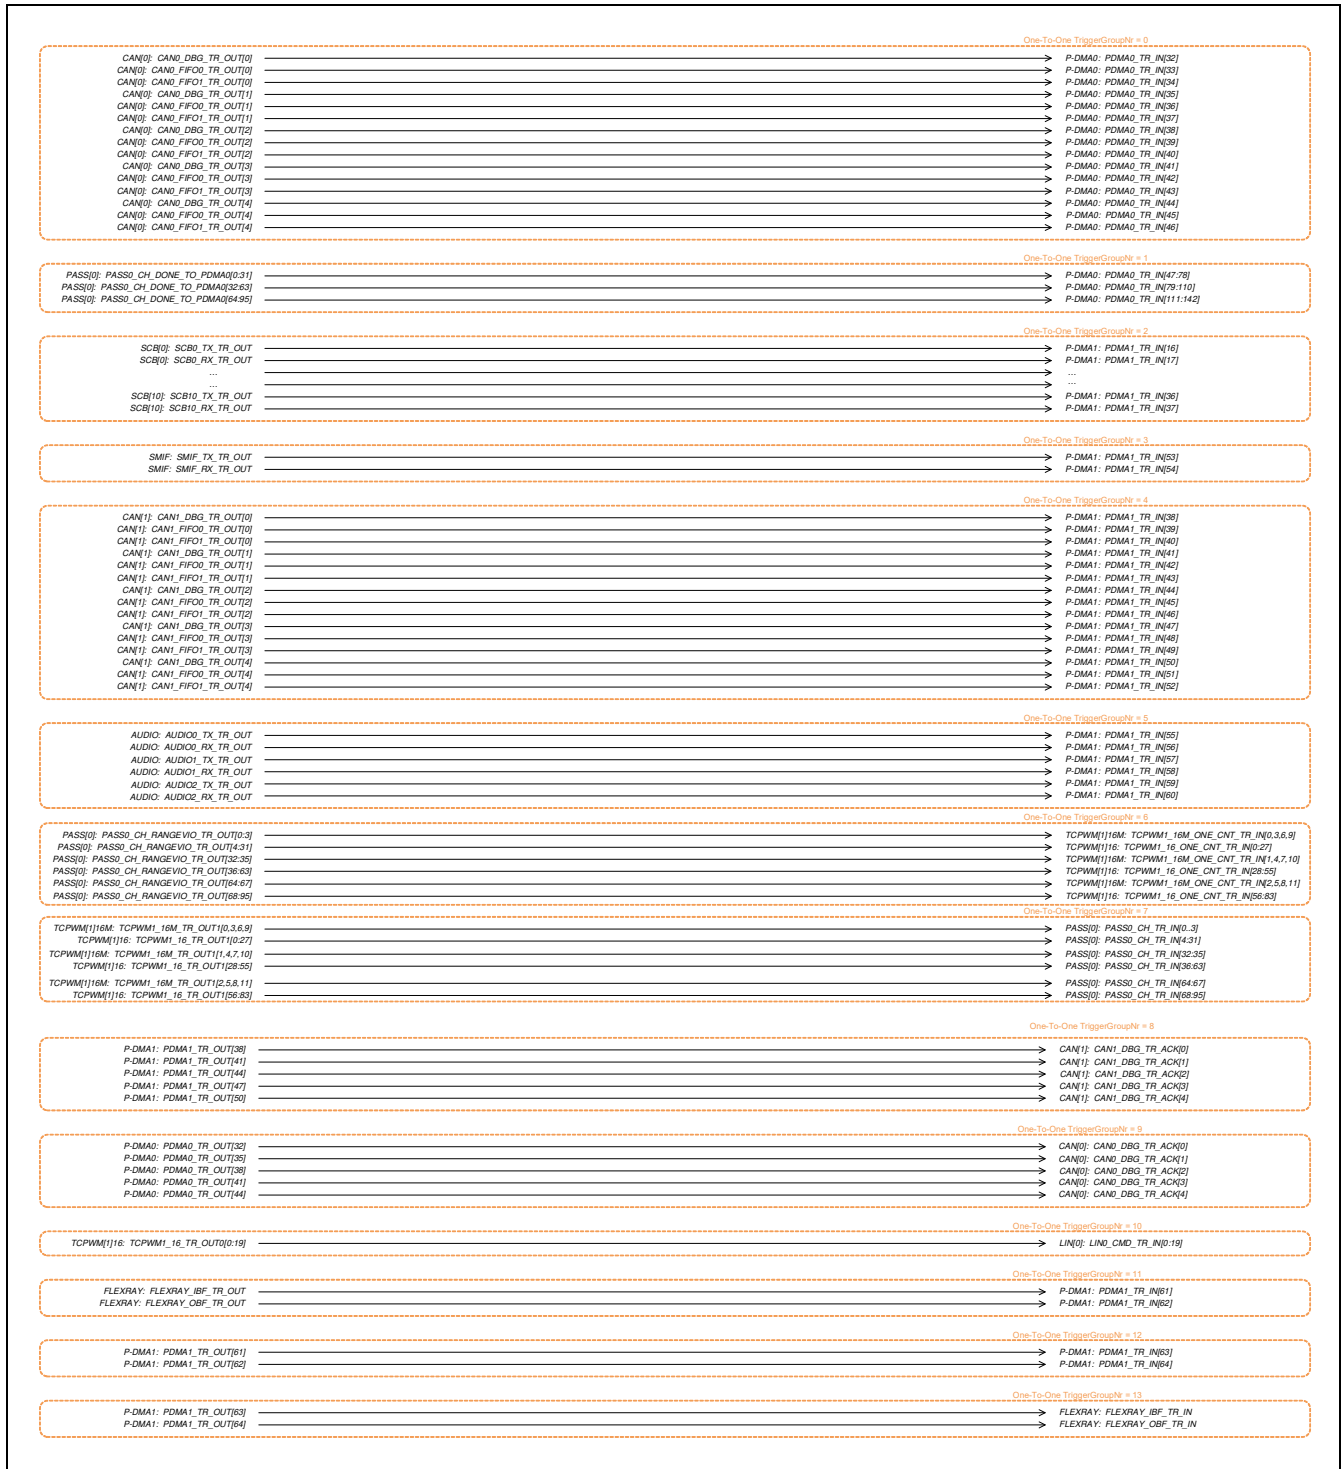 One-To-One TriggerGroupNr = 0
CAN[0]: CAN0_DBG_TR_OUT[0] P-DMA0: PDMA0_TR_IN[32]
CAN[0]: CAN0_FIFO0_TR_OUT[0] P-DMA0: PDMA0_TR_IN[33]
CAN[0]: CAN0_FIFO1_TR_OUT[0] P-DMA0: PDMA0_TR_IN[34]
CAN[0]: CAN0_DBG_TR_OUT[1] P-DMA0: PDMA0_TR_IN[35]
CAN[0]: CAN0_FIFO0_TR_OUT[1] P-DMA0: PDMA0_TR_IN[36]
CAN[0]: CAN0_FIFO1_TR_OUT[1] P-DMA0: PDMA0_TR_IN[37]
CAN[0]: CAN0_DBG_TR_OUT[2] P-DMA0: PDMA0_TR_IN[38]
CAN[0]: CAN0_FIFO0_TR_OUT[2] P-DMA0: PDMA0_TR_IN[39]
CAN[0]: CAN0_FIFO1_TR_OUT[2] P-DMA0: PDMA0_TR_IN[40]
CAN[0]: CAN0_DBG_TR_OUT[3] P-DMA0: PDMA0_TR_IN[41]
CAN[0]: CAN0_FIFO0_TR_OUT[3] P-DMA0: PDMA0_TR_IN[42]
CAN[0]: CAN0_FIFO1_TR_OUT[3] P-DMA0: PDMA0_TR_IN[43]
CAN[0]: CAN0_DBG_TR_OUT[4] P-DMA0: PDMA0_TR_IN[44]
CAN[0]: CAN0_FIFO0_TR_OUT[4] P-DMA0: PDMA0_TR_IN[45]
CAN[0]: CAN0_FIFO1_TR_OUT[4] P-DMA0: PDMA0_TR_IN[46]
One-To-One TriggerGroupNr = 1
PASS[0]: PASS0_CH_DONE_TO_PDMA0[0:31] P-DMA0: PDMA0_TR_IN[47:78]
PASS[0]: PASS0_CH_DONE_TO_PDMA0[32:63] P-DMA0: PDMA0_TR_IN[79:110]
PASS[0]: PASS0_CH_DONE_TO_PDMA0[64:95] P-DMA0: PDMA0_TR_IN[111:142]
One-To-One TriggerGroupNr = 2
SCB[0]: SCB0_TX_TR_OUT P-DMA1: PDMA1_TR_IN[16]
SCB[0]: SCB0_RX_TR_OUT P-DMA1: PDMA1_TR_IN[17]
... ...
... ...
SCB[10]: SCB10_TX_TR_OUT P-DMA1: PDMA1_TR_IN[36]
SCB[10]: SCB10_RX_TR_OUT P-DMA1: PDMA1_TR_IN[37]
One-To-One TriggerGroupNr = 3
SMIF: SMIF_TX_TR_OUT P-DMA1: PDMA1_TR_IN[53]
SMIF: SMIF_RX_TR_OUT P-DMA1: PDMA1_TR_IN[54]
One-To-One TriggerGroupNr = 4
CAN[1]: CAN1_DBG_TR_OUT[0] P-DMA1: PDMA1_TR_IN[38]
CAN[1]: CAN1_FIFO0_TR_OUT[0] P-DMA1: PDMA1_TR_IN[39]
CAN[1]: CAN1_FIFO1_TR_OUT[0] P-DMA1: PDMA1_TR_IN[40]
CAN[1]: CAN1_DBG_TR_OUT[1] P-DMA1: PDMA1_TR_IN[41]
CAN[1]: CAN1_FIFO0_TR_OUT[1] P-DMA1: PDMA1_TR_IN[42]
CAN[1]: CAN1_FIFO1_TR_OUT[1] P-DMA1: PDMA1_TR_IN[43]
CAN[1]: CAN1_DBG_TR_OUT[2] P-DMA1: PDMA1_TR_IN[44]
CAN[1]: CAN1_FIFO0_TR_OUT[2] P-DMA1: PDMA1_TR_IN[45]
CAN[1]: CAN1_FIFO1_TR_OUT[2] P-DMA1: PDMA1_TR_IN[46]
CAN[1]: CAN1_DBG_TR_OUT[3] P-DMA1: PDMA1_TR_IN[47]
CAN[1]: CAN1_FIFO0_TR_OUT[3] P-DMA1: PDMA1_TR_IN[48]
CAN[1]: CAN1_FIFO1_TR_OUT[3] P-DMA1: PDMA1_TR_IN[49]
CAN[1]: CAN1_DBG_TR_OUT[4] P-DMA1: PDMA1_TR_IN[50]
CAN[1]: CAN1_FIFO0_TR_OUT[4] P-DMA1: PDMA1_TR_IN[51]
CAN[1]: CAN1_FIFO1_TR_OUT[4] P-DMA1: PDMA1_TR_IN[52]
One-To-One TriggerGroupNr = 5
AUDIO: AUDIO0_TX_TR_OUT P-DMA1: PDMA1_TR_IN[55]
AUDIO: AUDIO0_RX_TR_OUT P-DMA1: PDMA1_TR_IN[56]
AUDIO: AUDIO1_TX_TR_OUT P-DMA1: PDMA1_TR_IN[57]
AUDIO: AUDIO1_RX_TR_OUT P-DMA1: PDMA1_TR_IN[58]
AUDIO: AUDIO2_TX_TR_OUT P-DMA1: PDMA1_TR_IN[59]
AUDIO: AUDIO2_RX_TR_OUT P-DMA1: PDMA1_TR_IN[60]
One-To-One TriggerGroupNr = 6
PASS[0]: PASS0_CH_RANGEVIO_TR_OUT[0:3] TCPWM[1]16M: TCPWM1_16M_ONE_CNT_TR_IN[0,3,6,9]
PASS[0]: PASS0_CH_RANGEVIO_TR_OUT[4:31] TCPWM[1]16: TCPWM1_16_ONE_CNT_TR_IN[0:27]
PASS[0]: PASS0_CH_RANGEVIO_TR_OUT[32:35] TCPWM[1]16M: TCPWM1_16M_ONE_CNT_TR_IN[1,4,7,10]
PASS[0]: PASS0_CH_RANGEVIO_TR_OUT[36:63] TCPWM[1]16: TCPWM1_16_ONE_CNT_TR_IN[28:55]
PASS[0]: PASS0_CH_RANGEVIO_TR_OUT[64:67] TCPWM[1]16M: TCPWM1_16M_ONE_CNT_TR_IN[2,5,8,11]
PASS[0]: PASS0_CH_RANGEVIO_TR_OUT[68:95] TCPWM[1]16: TCPWM1_16_ONE_CNT_TR_IN[56:83]
One-To-One TriggerGroupNr = 7
TCPWM[1]16M: TCPWM1_16M_TR_OUT1[0,3,6,9] PASS[0]: PASS0_CH_TR_IN[0..3]
TCPWM[1]16: TCPWM1_16_TR_OUT1[0:27] PASS[0]: PASS0_CH_TR_IN[4:31]
TCPWM[1]16M: TCPWM1_16M_TR_OUT1[1,4,7,10] PASS[0]: PASS0_CH_TR_IN[32:35]
TCPWM[1]16: TCPWM1_16_TR_OUT1[28:55] PASS[0]: PASS0_CH_TR_IN[36:63]
TCPWM[1]16M: TCPWM1_16M_TR_OUT1[2,5,8,11] PASS[0]: PASS0_CH_TR_IN[64:67]
TCPWM[1]16: TCPWM1_16_TR_OUT1[56:83] PASS[0]: PASS0_CH_TR_IN[68:95]
One-To-One TriggerGroupNr = 8
P-DMA1: PDMA1_TR_OUT[38] CAN[1]: CAN1_DBG_TR_ACK[0]
P-DMA1: PDMA1_TR_OUT[41] CAN[1]: CAN1_DBG_TR_ACK[1]
P-DMA1: PDMA1_TR_OUT[44] CAN[1]: CAN1_DBG_TR_ACK[2]
P-DMA1: PDMA1_TR_OUT[47] CAN[1]: CAN1_DBG_TR_ACK[3]
P-DMA1: PDMA1_TR_OUT[50] CAN[1]: CAN1_DBG_TR_ACK[4]
One-To-One TriggerGroupNr = 9
P-DMA0: PDMA0_TR_OUT[32] CAN[0]: CAN0_DBG_TR_ACK[0]
P-DMA0: PDMA0_TR_OUT[35] CAN[0]: CAN0_DBG_TR_ACK[1]
P-DMA0: PDMA0_TR_OUT[38] CAN[0]: CAN0_DBG_TR_ACK[2]
P-DMA0: PDMA0_TR_OUT[41] CAN[0]: CAN0_DBG_TR_ACK[3]
P-DMA0: PDMA0_TR_OUT[44] CAN[0]: CAN0_DBG_TR_ACK[4]
One-To-One TriggerGroupNr = 10
TCPWM[1]16: TCPWM1_16_TR_OUT0[0:19] LIN[0]: LIN0_CMD_TR_IN[0:19]
One-To-One TriggerGroupNr = 11
FLEXRAY: FLEXRAY_IBF_TR_OUT P-DMA1: PDMA1_TR_IN[61]
FLEXRAY: FLEXRAY_OBF_TR_OUT P-DMA1: PDMA1_TR_IN[62]
One-To-One TriggerGroupNr = 12
P-DMA1: PDMA1_TR_OUT[61] P-DMA1: PDMA1_TR_IN[63]
P-DMA1: PDMA1_TR_OUT[62] P-DMA1: PDMA1_TR_IN[64]
One-To-One TriggerGroupNr = 13
P-DMA1: PDMA1_TR_OUT[63] FLEXRAY: FLEXRAY_IBF_TR_IN
P-DMA1: PDMA1_TR_OUT[64] FLEXRAY: FLEXRAY_OBF_TR_IN